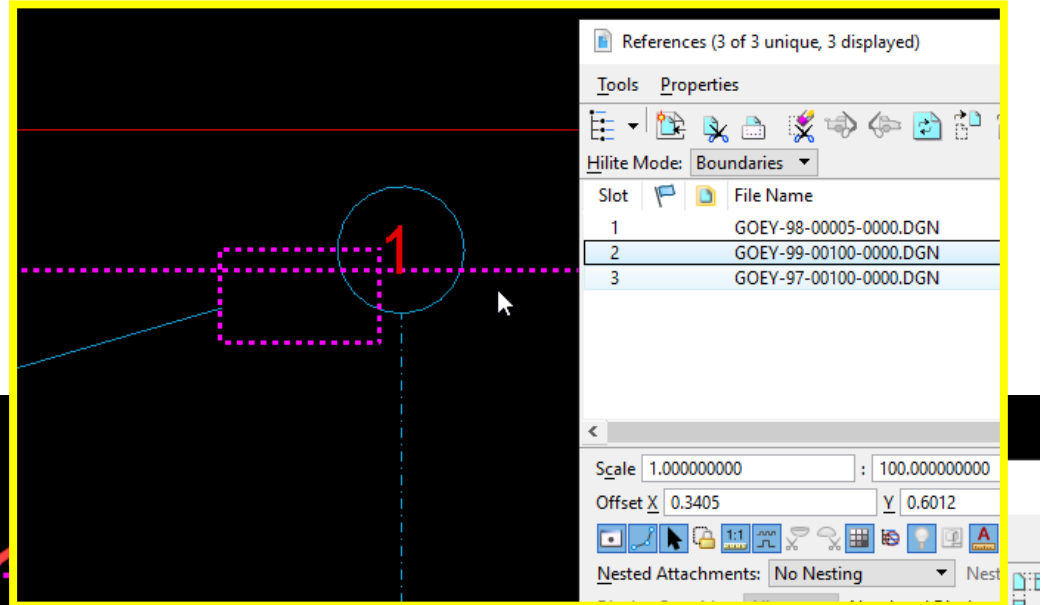 References (3 of 3 unique, 3 displayed)
Tools Properties
Hilite Mode: Boundaries
Slot File Name
1 GOEY-98-00005-0000.DGN
2 GOEY-99-00100-0000.DGN
3 GOEY-97-00100-0000.DGN
1
Scale 1.000000000 : 100.000000000
Offset X 0.3405 Y 0.6012
1:1 A
Nested Attachments: No Nesting Nest